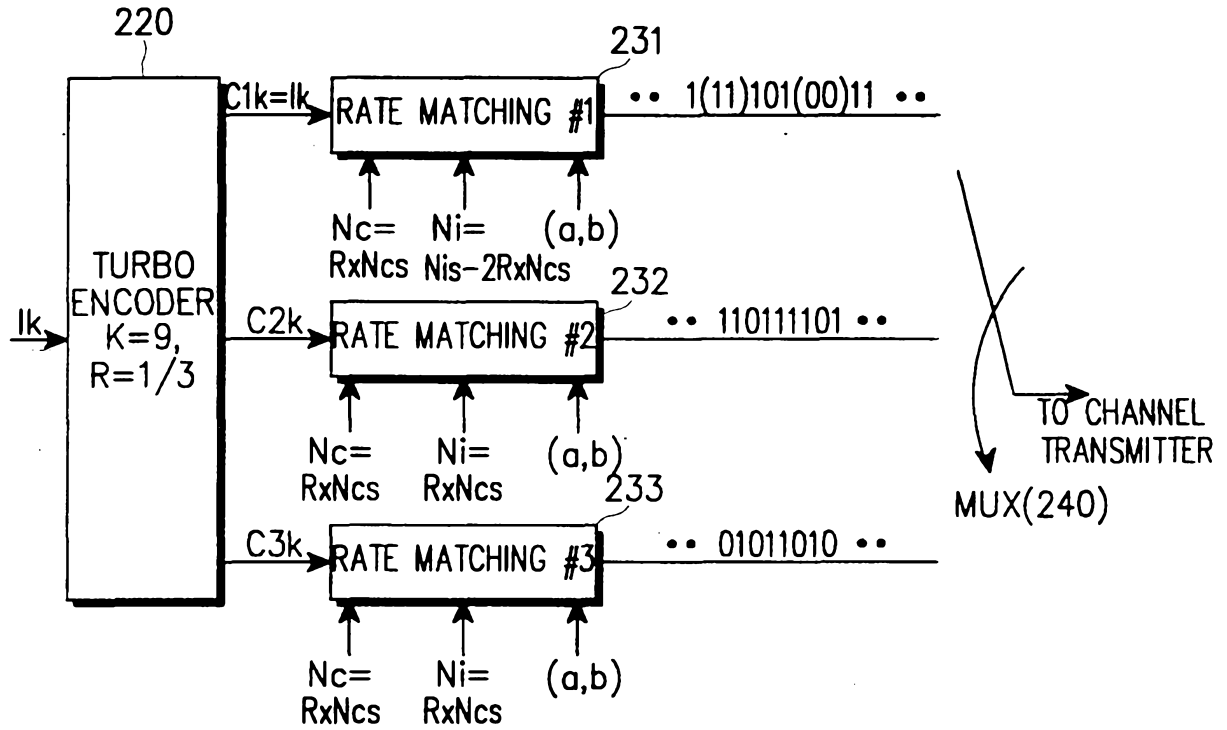 220
231
C1k=Ik
RATE MATCHING #1
•• 1(11)101(00)11 ••
Nc=
RxNcs
Ni=
Nis-2RxNcs
(a,b)
TURBO
ENCODER
K=9,
R=1/3
Ik
232
C2k
RATE MATCHING #2
•• 110111101 ••
Nc=
RxNcs
Ni=
RxNcs
(a,b)
TO CHANNEL
TRANSMITTER
MUX(240)
233
C3k
RATE MATCHING #3
•• 01011010 ••
Nc=
RxNcs
Ni=
RxNcs
(a,b)